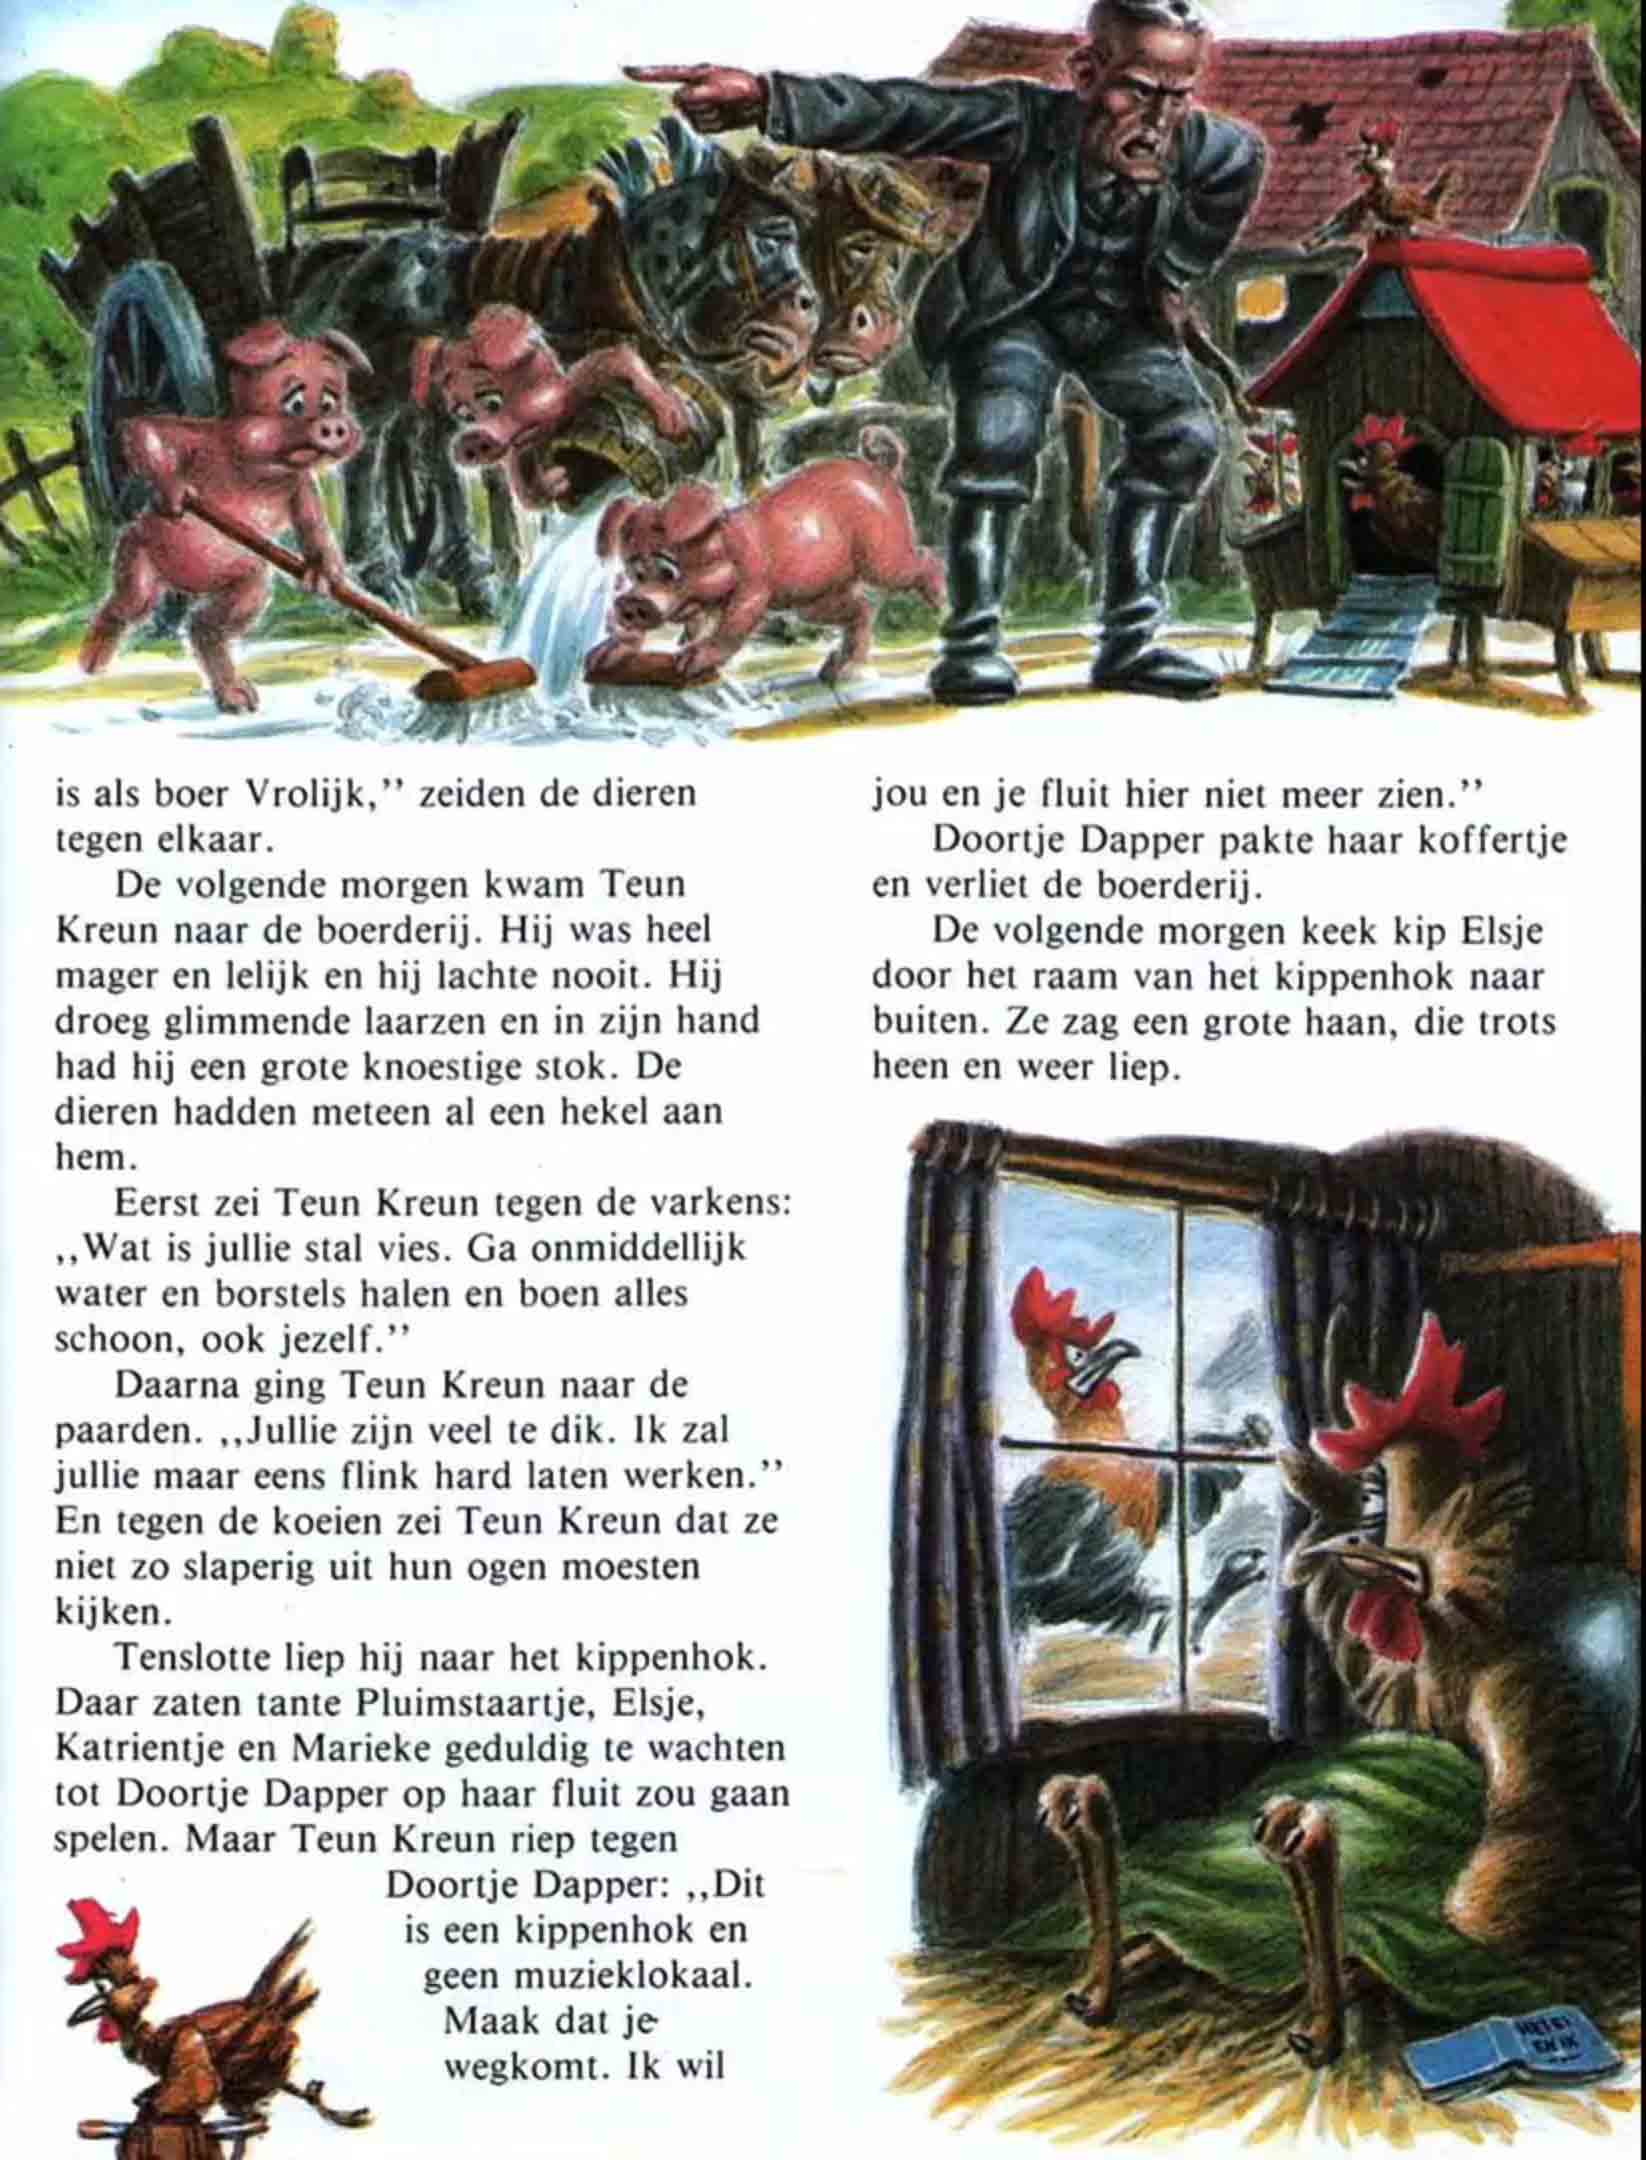 is als boer Vrolijk,’’ zeiden de dieren
tegen elkaar.
De volgende morgen kwam Teun
Kreun naar de boerderij. Hij was heel
mager en lelijk en hij lachte nooit. Hij
droeg glimmende laarzen en in zijn hand
had hij een grote knoestige stok. De
dieren hadden meteen al een hekel aan
hem.
Eerst zei Teun Kreun tegen de varkens:
,,Wat is jullie stal vies. Ga onmiddellijk
water en borstels halen en boen alles
schoon, ook jezelf.’’
Daarna ging Teun Kreun naar de
paarden. ,,Jullie zijn veel te dik. Ik zal
jullie maar eens flink hard laten werken.’’
En tegen de koeien zei Teun Kreun dat ze
niet zo slaperig uit hun ogen moesten
kijken.
Tenslotte liep hij naar het kippenhok.
Daar zaten tante Pluimstaartje, Elsje,
Katrientje en Marieke geduldig te wachten
tot Doortje Dapper op haar fluit zou gaan
spelen. Maar Teun Kreun riep tegen
Doortje Dapper: ,,Dit
is een kippenhok en
geen muzieklokaal.
Maak dat je
wegkomt. Ik wil
jou en je fluit hier niet meer zien.’’
Doortje Dapper pakte haar koffertje
en verliet de boerderij.
De volgende morgen keek kip Elsje
door het raam van het kippenhok naar
buiten. Ze zag een grote haan, die trots
heen en weer liep.
HET EI
EN IK